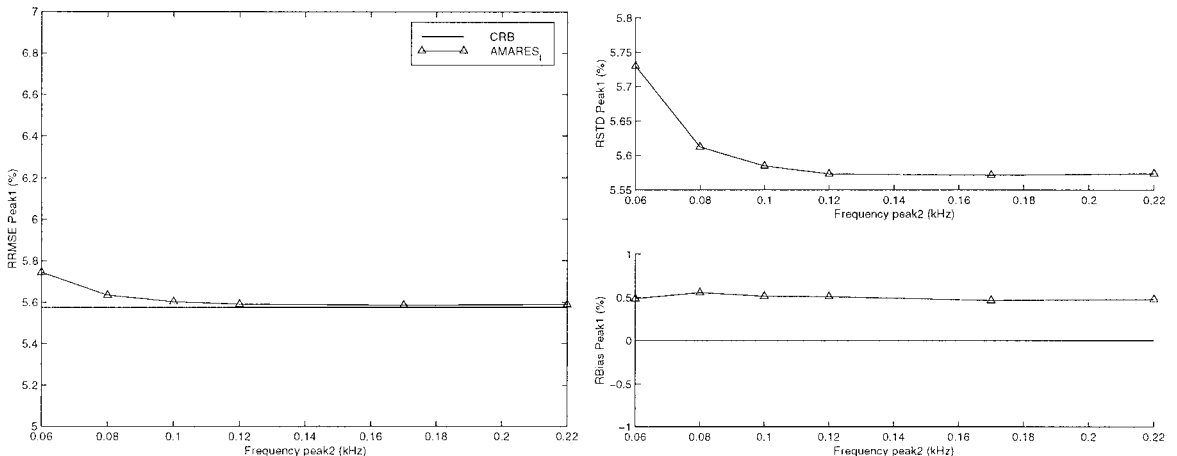 7
6.8
6.6
6.4
6.2
6
5.8
5.6
5.4
5.2
5
RRMSE Peak1 (%)
CRB
AMARES_t
0.06 0.08 0.1 0.12 0.14 0.16 0.18 0.2 0.22
Frequency peak2 (kHz)
5.8
5.75
5.7
5.65
5.6
5.55
RSTD Peak1 (%)
0.06 0.08 0.1 0.12 0.14 0.16 0.18 0.2 0.22
Frequency peak2 (kHz)
1
0.5
0
−0.5
−1
RBias Peak1 (%)
0.06 0.08 0.1 0.12 0.14 0.16 0.18 0.2 0.22
Frequency peak2 (kHz)